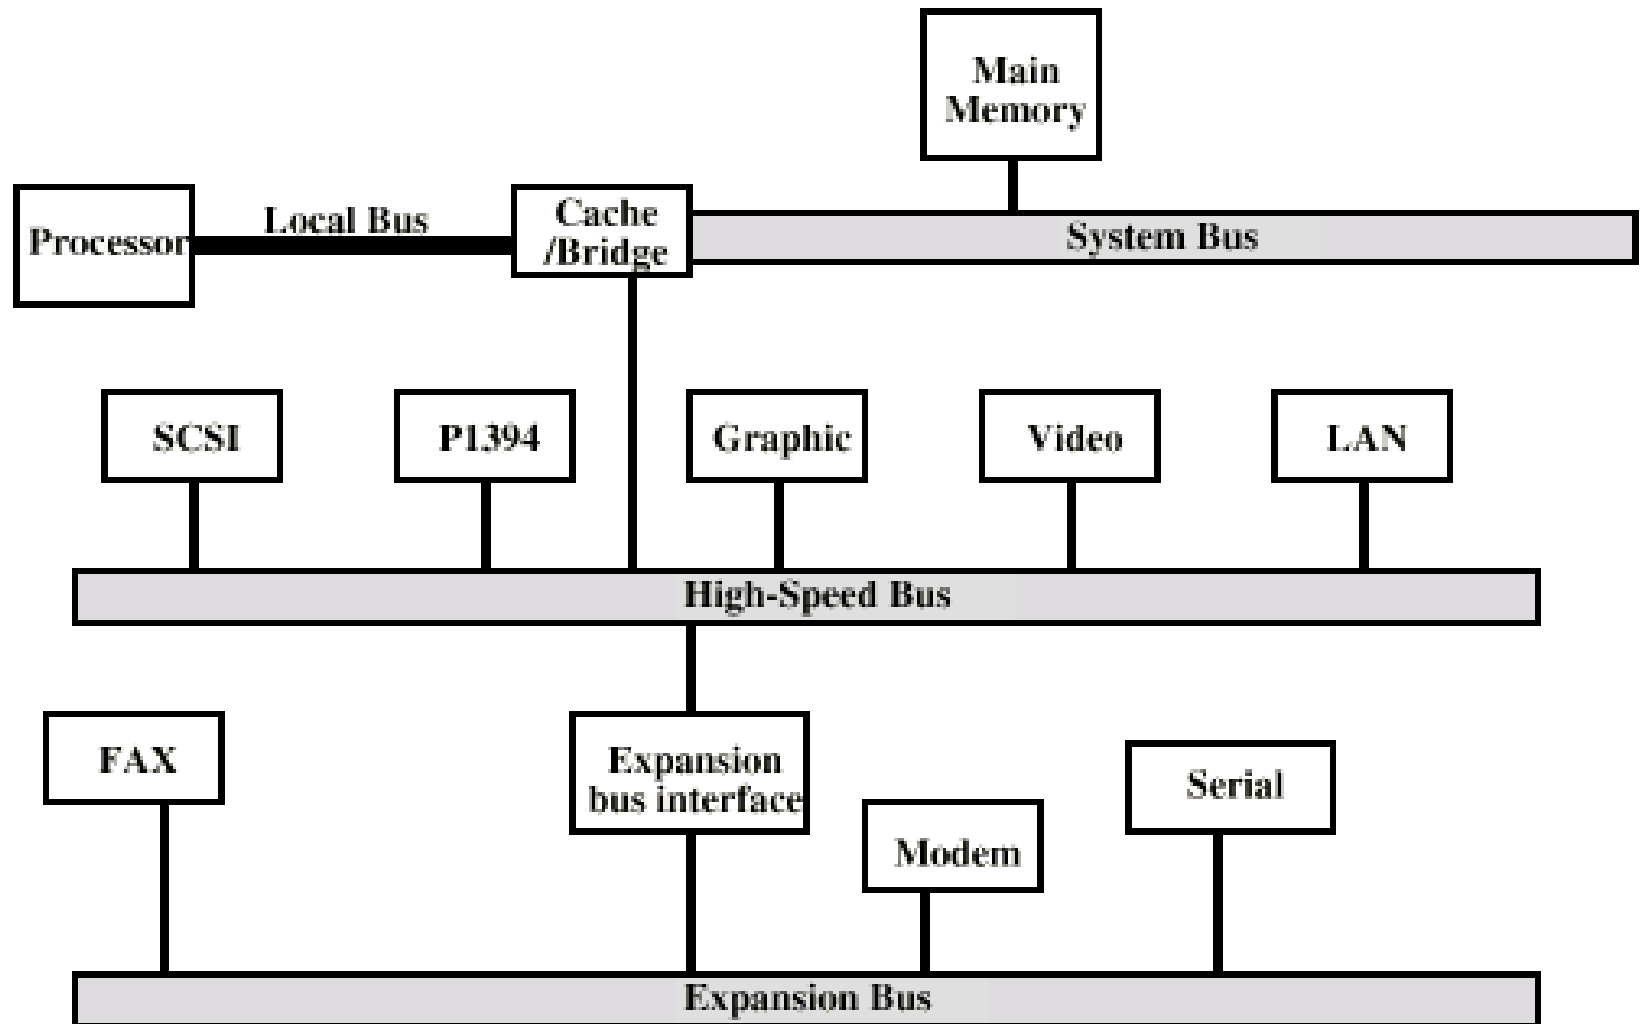 Main
Memory
Processor
Local Bus
Cache
/Bridge
System Bus
SCSI
P1394
Graphic
Video
LAN
High-Speed Bus
FAX
Expansion
bus interface
Modem
Serial
Expansion Bus